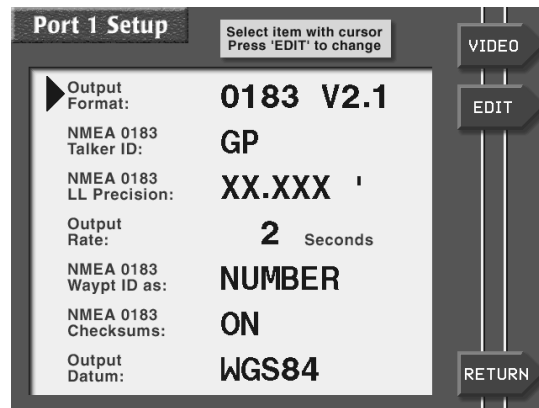 Port 1 Setup
Select item with cursor
Press 'EDIT' to change
VIDEO
EDIT
Output
Format:
0183 V2.1
NMEA 0183
Talker ID:
GP
NMEA 0183
LL Precision:
XX.XXX '
Output
Rate:
2 Seconds
NMEA 0183
Waypt ID as:
NUMBER
NMEA 0183
Checksums:
ON
Output
Datum:
WGS84
RETURN